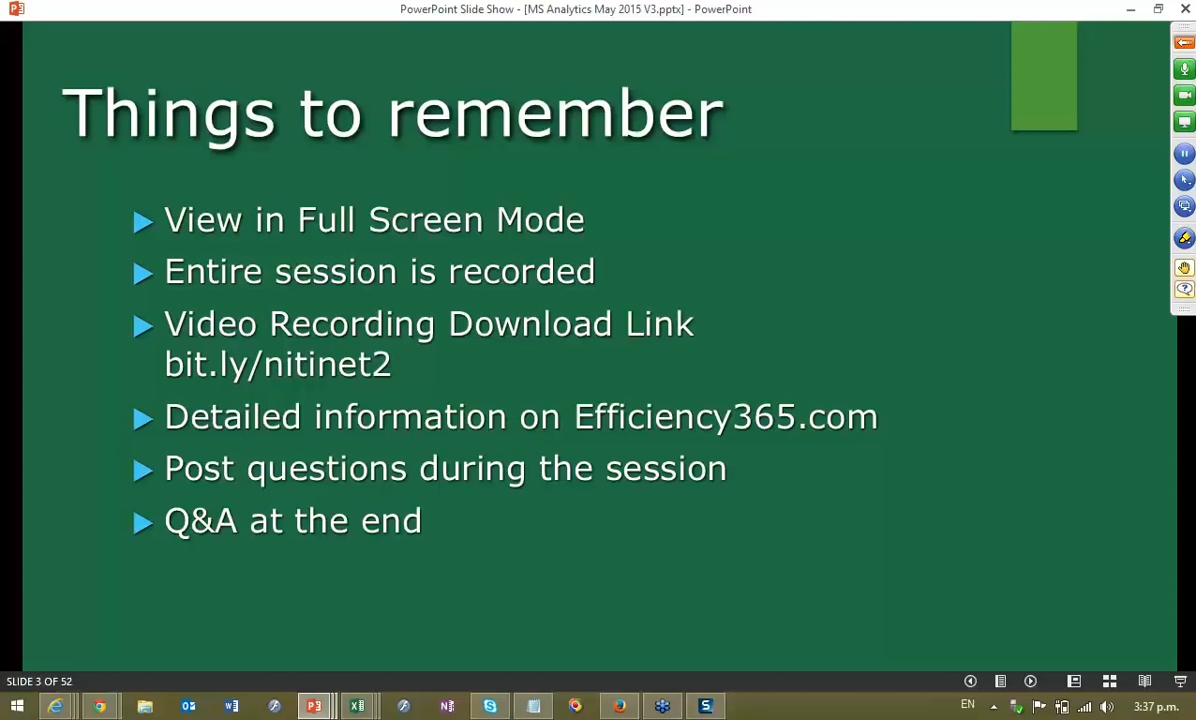 PowerPoint Slide Show - [MS Analytics May 2015 V3.pptx] - PowerPoint
Things to remember
View in Full Screen Mode
Entire session is recorded
Video Recording Download Link
bit.ly/nitinet2
Detailed information on Efficiency365.com
Post questions during the session
Q&A at the end
SLIDE 3 OF 52
EN
3:37 p.m.